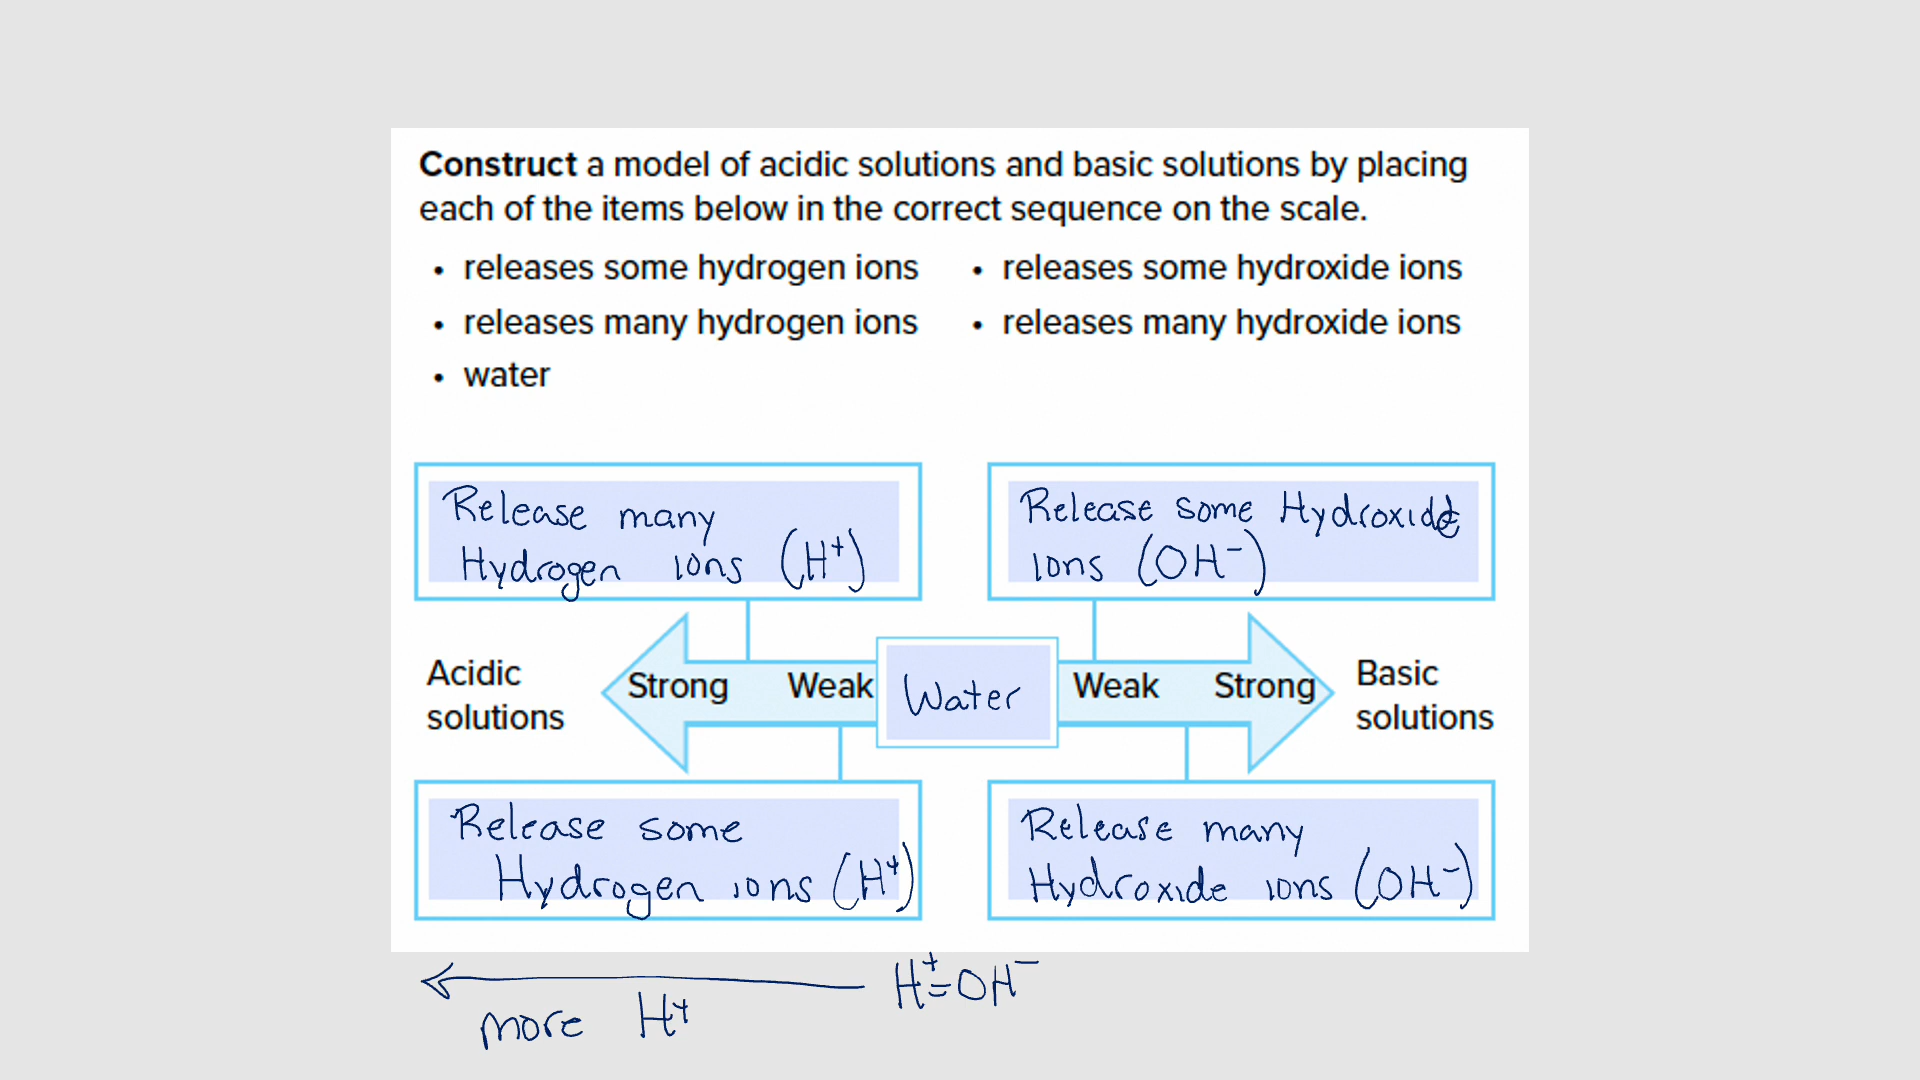 Construct a model of acidic solutions and basic solutions by placing
each of the items below in the correct sequence on the scale.
• releases some hydrogen ions
• releases some hydroxide ions
• releases many hydrogen ions
• releases many hydroxide ions
• water
Release many
Hydrogen ions (H⁺)
Release some Hydroxide
ions (OH⁻)
Acidic
solutions
Strong
Weak
Water
Weak
Strong
Basic
solutions
Release some
Hydrogen ions (H⁺)
Release many
Hydroxide ions (OH⁻)
more H⁺
H⁺=OH⁻